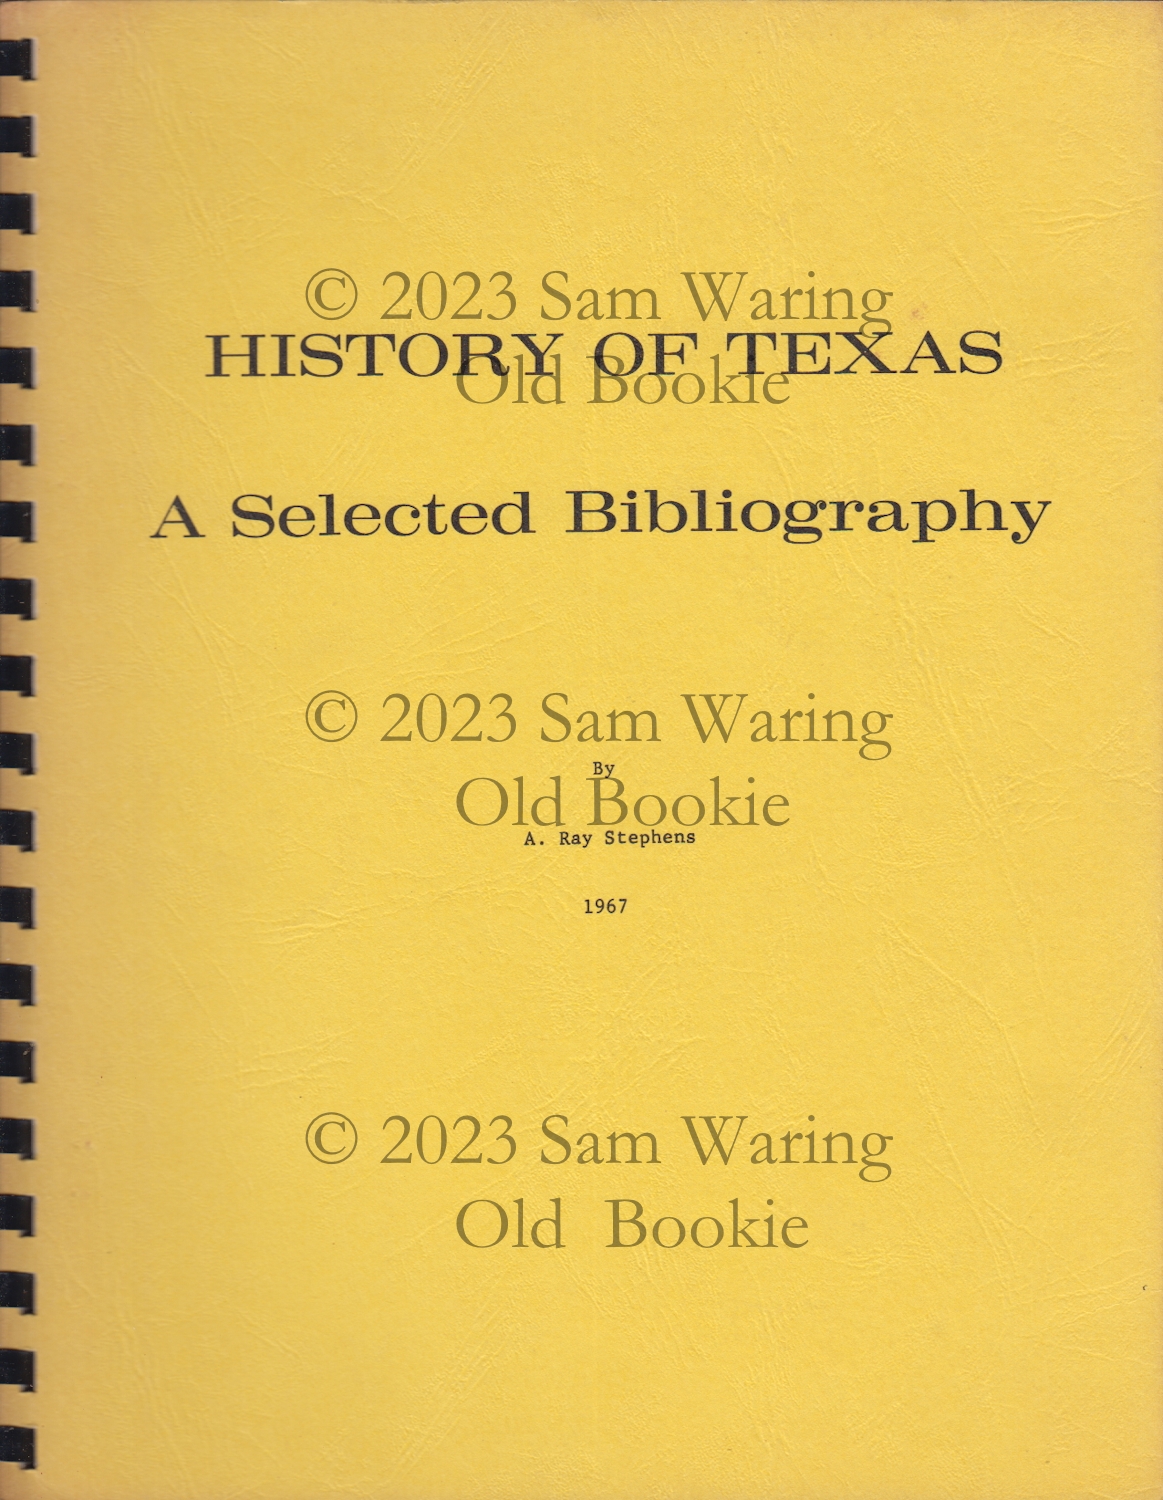 © 2023 Sam Waring
HISTORY OF TEXAS
Old Bookie
A Selected Bibliography
© 2023 Sam Waring
By
Old Bookie
A. Ray Stephens
1967
© 2023 Sam Waring
Old Bookie